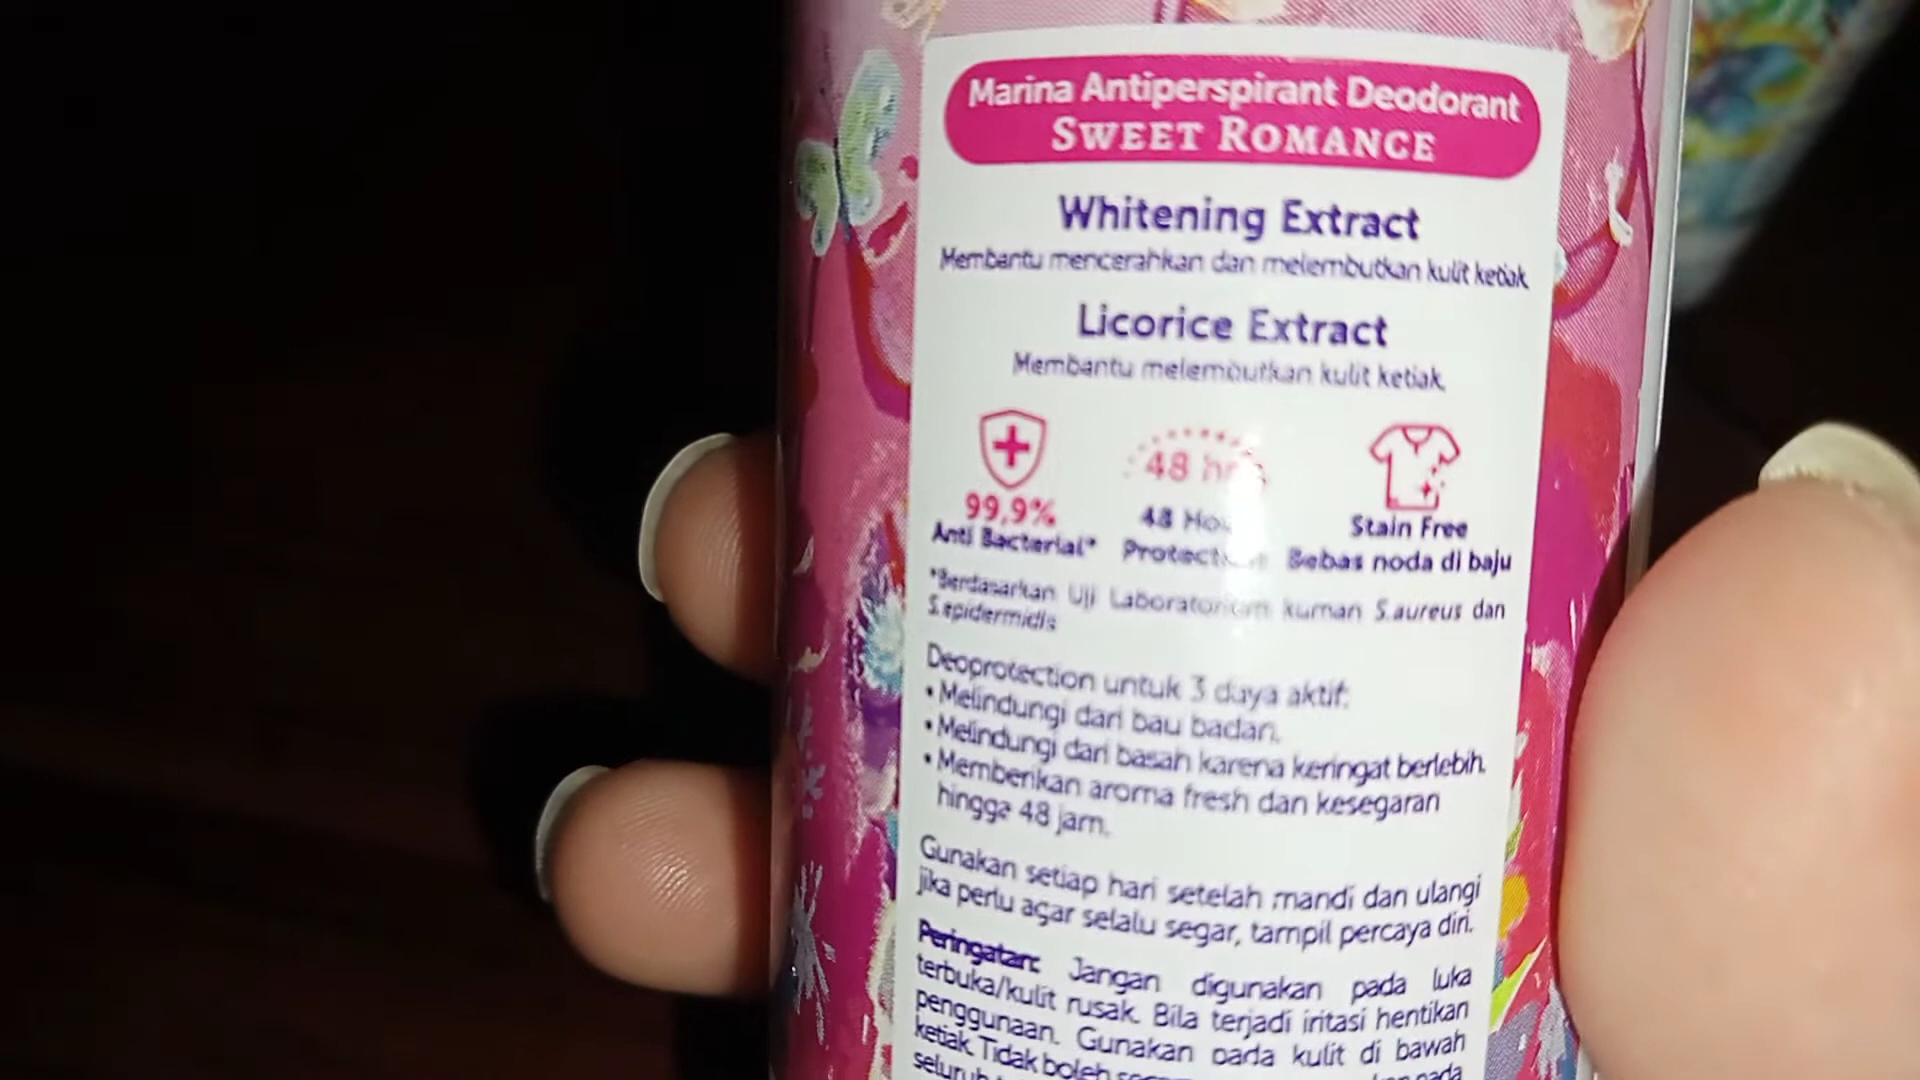 Marina Antiperspirant Deodorant
SWEET ROMANCE
Whitening Extract
Membantu mencerahkan dan melembutkan kulit ketiak
Licorice Extract
Membantu melembutkan kulit ketiak
48 hr
99,9%
Anti Bacterial*
48
Stain Free
Bebas noda di baju
*Berdasarkan Uji Laboratorium kuman S.aureus dan
S.epidermidis
Deoprotection untuk 3 daya aktif:
• Melindungi dari bau badan.
• Melindungi dari basah karena keringat berlebih.
• Memberikan aroma fresh dan kesegaran
hingga 48 jam.
Gunakan setiap hari setelah mandi dan ulangi
jika perlu agar selalu segar, tampil percaya diri.
Peringatan: Jangan digunakan pada luka
terbuka/kulit rusak. Bila terjadi iritasi hentikan
penggunaan. Gunakan pada kulit di bawah
ketiak. Tidak boleh pada